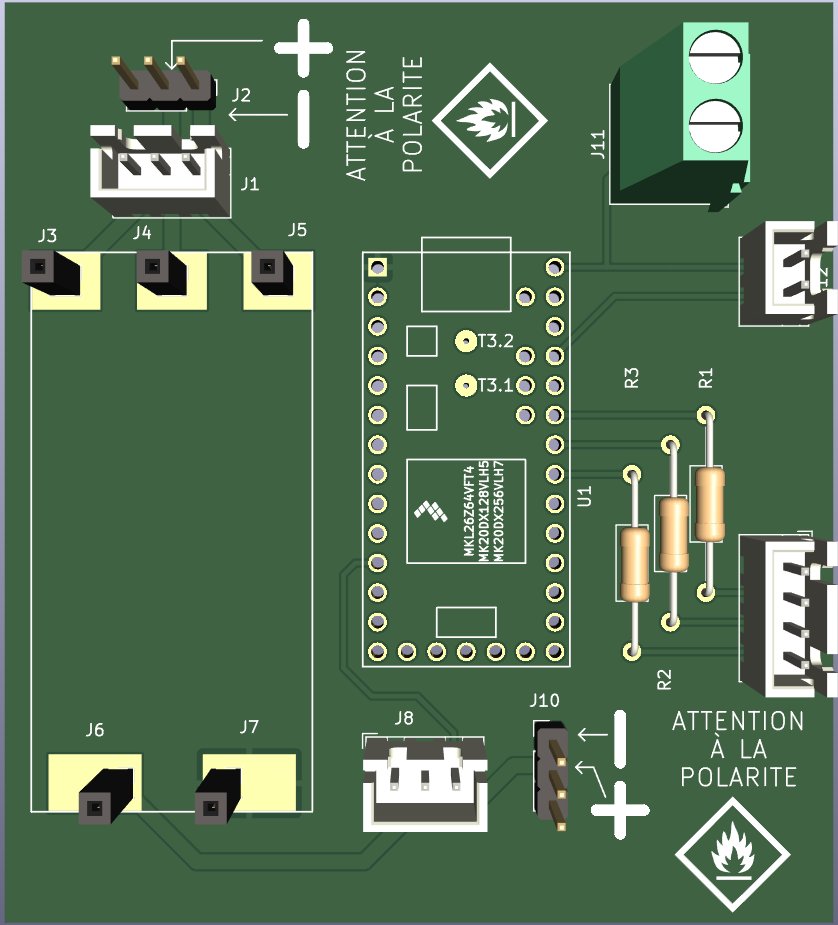 J2
J1
ATTENTION
À LA
POLARITE
J11
J3
J4
J5
12
T3.2
T3.1
R3
R1
MKL26Z64VFT4
MK20DX128VLH5
MK20DX256VLH7
U1
R2
J6
J7
J8
J10
ATTENTION
À LA
POLARITE